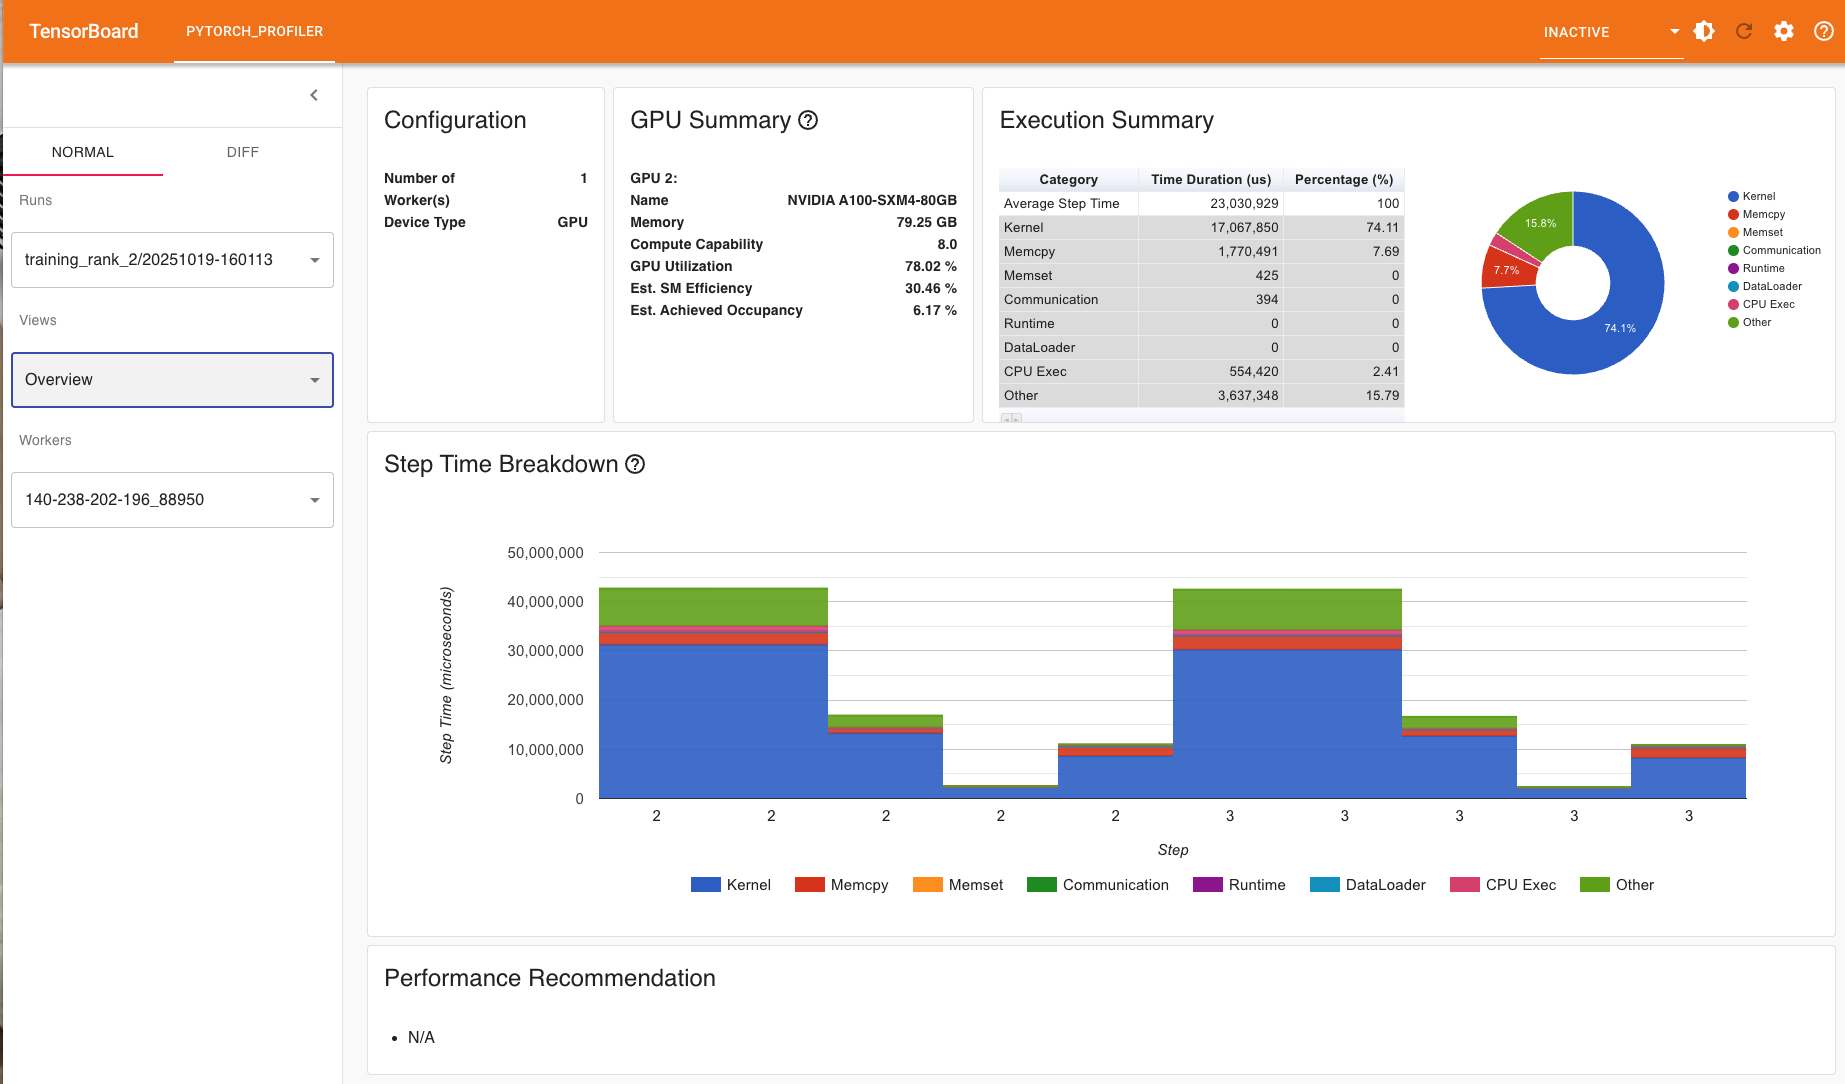 TensorBoard
PYTORCH_PROFILER
INACTIVE
NORMAL
DIFF
Runs
training_rank_2/20251019-160113
Views
Overview
Workers
140-238-202-196_88950
Configuration
Number of Worker(s) 1
Device Type GPU
GPU Summary
GPU 2:
Name NVIDIA A100-SXM4-80GB
Memory 79.25 GB
Compute Capability 8.0
GPU Utilization 78.02 %
Est. SM Efficiency 30.46 %
Est. Achieved Occupancy 6.17 %
Execution Summary
Category Time Duration (us) Percentage (%)
Average Step Time 23,030,929 100
Kernel 17,067,850 74.11
Memcpy 1,770,491 7.69
Memset 425 0
Communication 394 0
Runtime 0 0
DataLoader 0 0
CPU Exec 554,420 2.41
Other 3,637,348 15.79
15.8%
7.7%
74.1%
Kernel
Memcpy
Memset
Communication
Runtime
DataLoader
CPU Exec
Other
Step Time Breakdown
Step Time (microseconds)
50,000,000
40,000,000
30,000,000
20,000,000
10,000,000
0
2 2 2 2 2 3 3 3 3 3
Step
Kernel Memcpy Memset Communication Runtime DataLoader CPU Exec Other
Performance Recommendation
• N/A